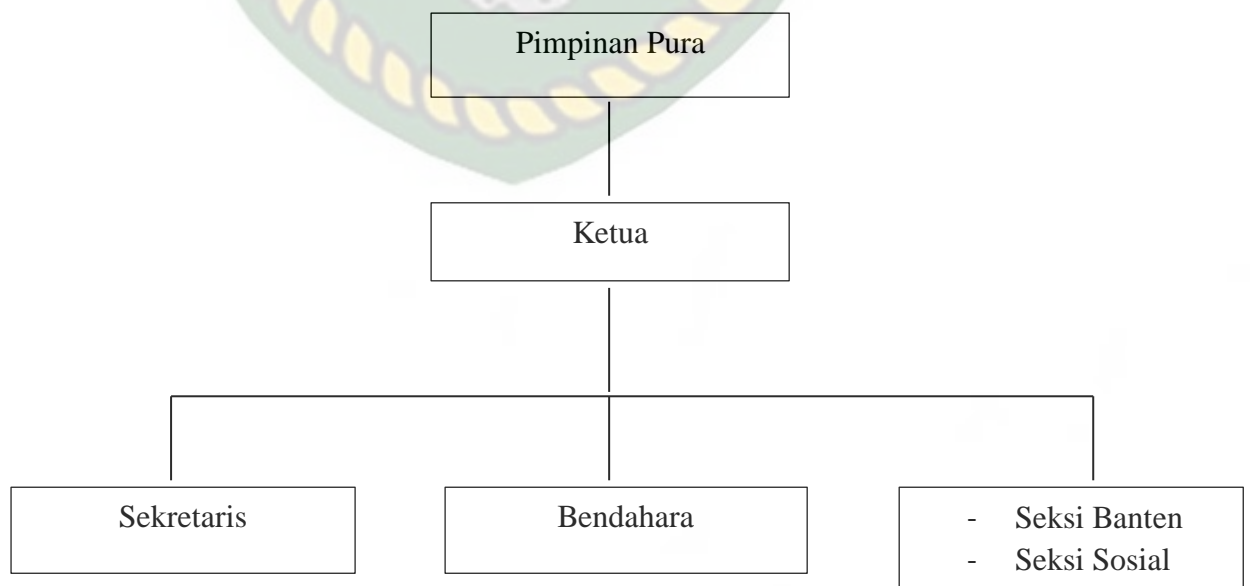 Pimpinan Pura
Ketua
Sekretaris
Bendahara
- Seksi Banten
- Seksi Sosial